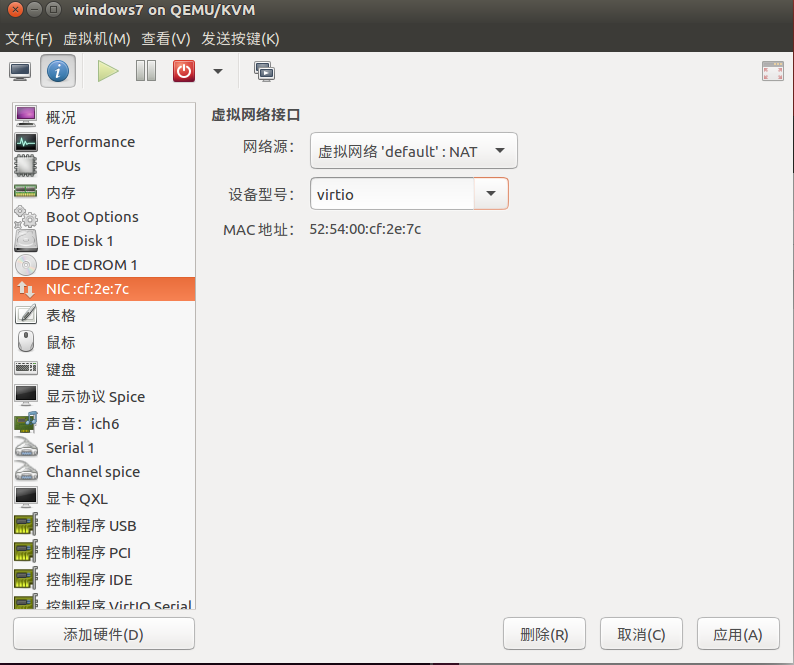 windows7 on QEMU/KVM
文件(F) 虚拟机(M) 查看(V) 发送按键(K)
概况
Performance
CPUs
内存
Boot Options
IDE Disk 1
IDE CDROM 1
NIC :cf:2e:7c
表格
鼠标
键盘
显示协议 Spice
声音：ich6
Serial 1
Channel spice
显卡 QXL
控制程序 USB
控制程序 PCI
控制程序 IDE
控制程序 VirtIO Serial
添加硬件(D)
虚拟网络接口
网络源： 虚拟网络 'default' : NAT
设备型号： virtio
MAC 地址： 52:54:00:cf:2e:7c
删除(R) 取消(C) 应用(A)